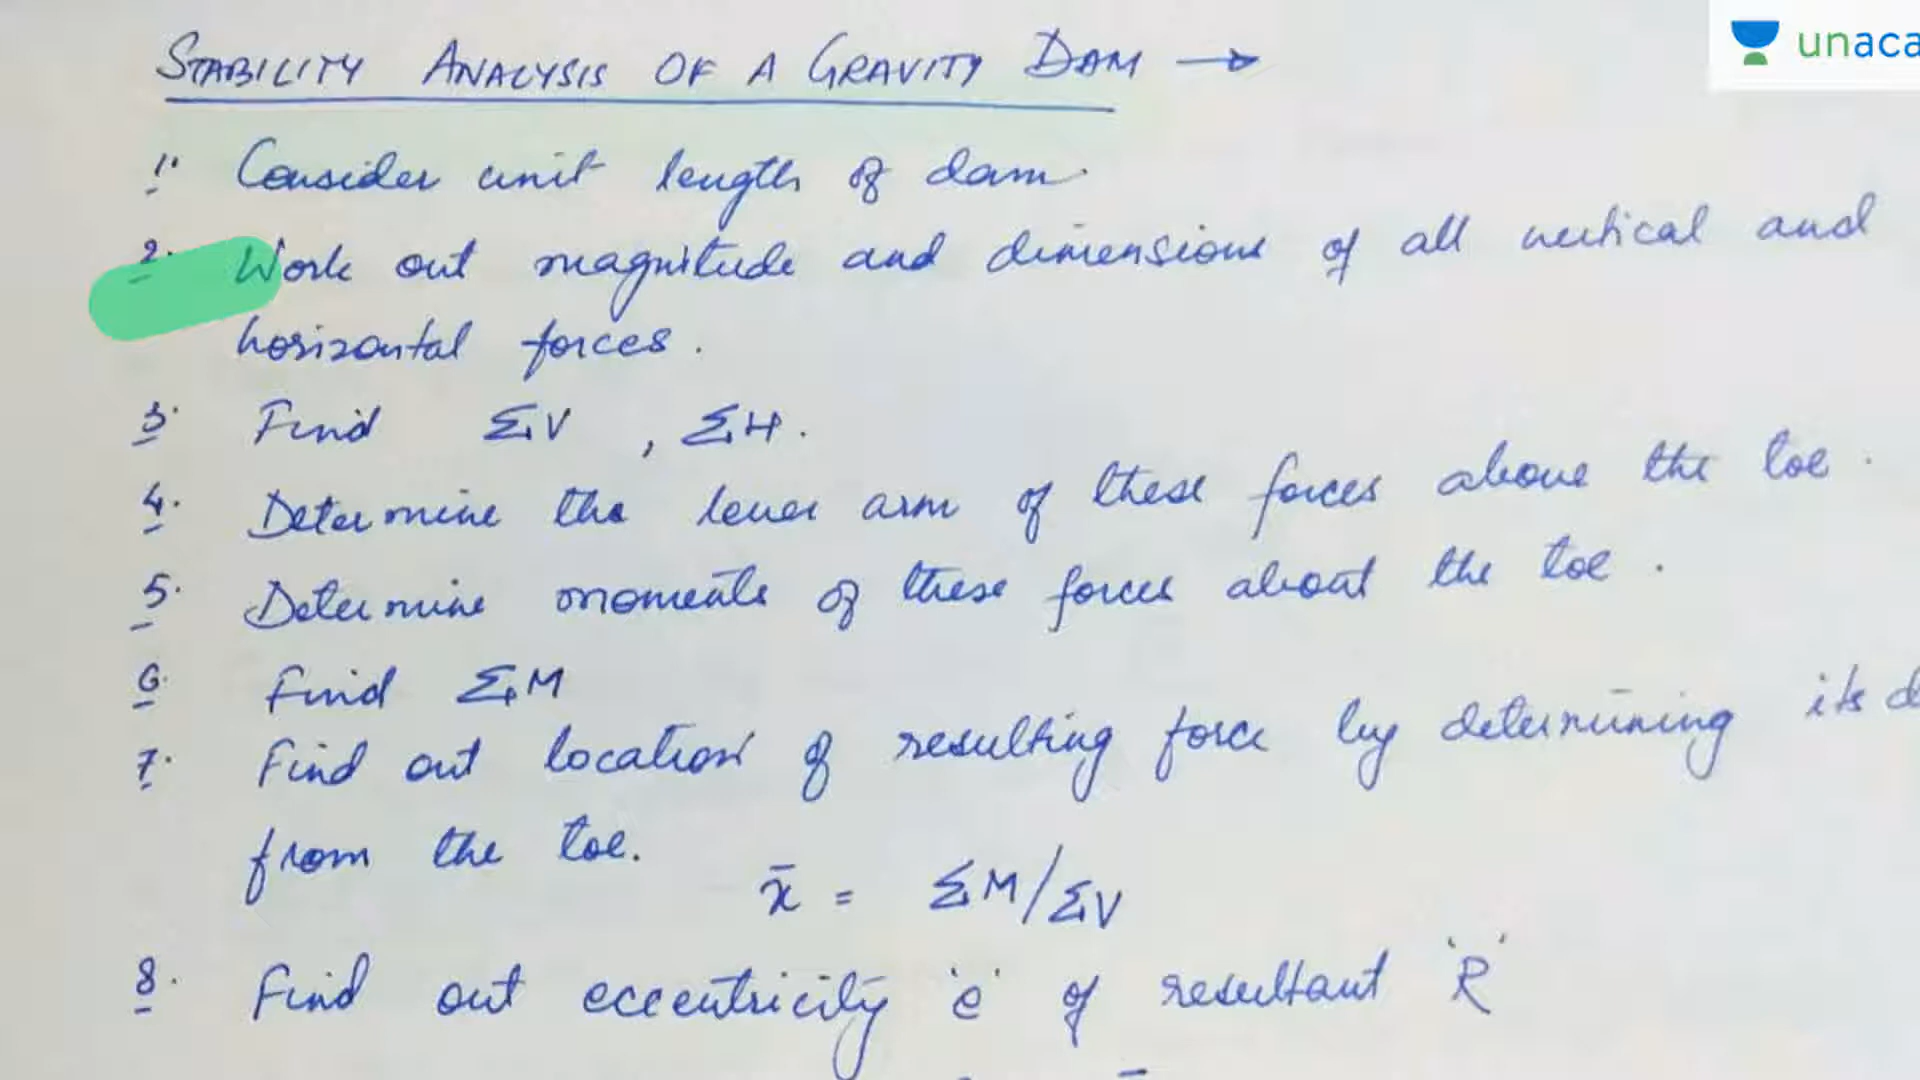 STABILITY ANALYSIS OF A GRAVITY DAM →
unaca
1. Consider unit length of dam.
2. Work out magnitude and dimensions of all vertical and
horizontal forces.
3. Find ΣV, ΣH.
4. Determine the lever arm of these forces above the toe.
5. Determine moments of these forces about the toe.
6. Find ΣM
7. Find out location of resulting force by determining its d
from the toe.
x̄ = ΣM/ΣV
8. Find out eccentricity 'e' of resultant 'R'